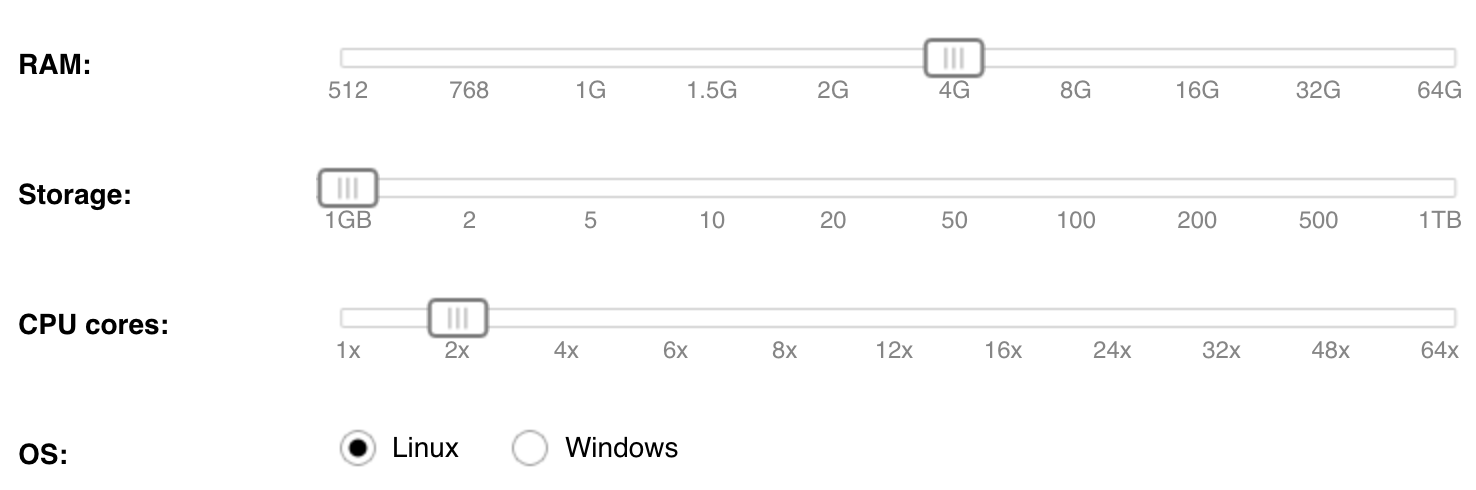 RAM:
512 768 1G 1.5G 2G 4G 8G 16G 32G 64G
Storage:
1GB 2 5 10 20 50 100 200 500 1TB
CPU cores:
1x 2x 4x 6x 8x 12x 16x 24x 32x 48x 64x
OS: Linux Windows